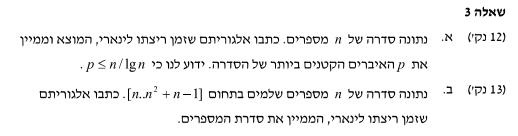 שאלה 3
(12 נק') א. נתונה סדרה של n מספרים. כתבו אלגוריתם שזמן ריצתו לינארי, המוצא וממיין
את p האיברים הקטנים ביותר של הסדרה. ידוע לנו כי p ≤ n / lg n .
(13 נק') ב. נתונה סדרה של n מספרים שלמים בתחום [n..n² + n − 1]. כתבו אלגוריתם
שזמן ריצתו לינארי, הממיין את סדרת המספרים.